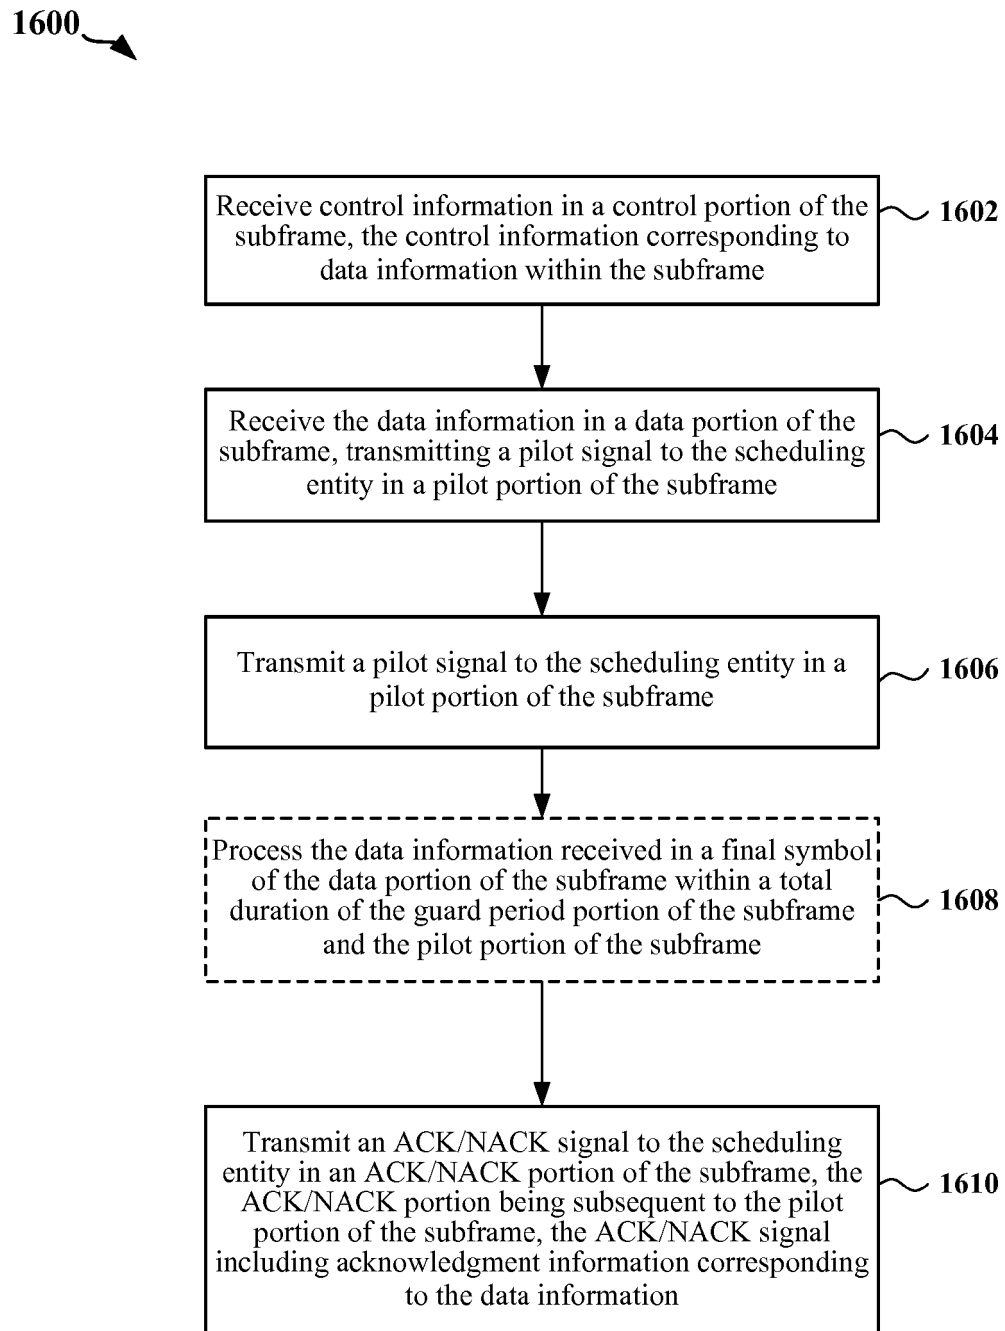 1600
Receive control information in a control portion of the
subframe, the control information corresponding to
data information within the subframe
1602
Receive the data information in a data portion of the
subframe, transmitting a pilot signal to the scheduling
entity in a pilot portion of the subframe
1604
Transmit a pilot signal to the scheduling entity in a
pilot portion of the subframe
1606
Process the data information received in a final symbol
of the data portion of the subframe within a total
duration of the guard period portion of the subframe
and the pilot portion of the subframe
1608
Transmit an ACK/NACK signal to the scheduling
entity in an ACK/NACK portion of the subframe, the
ACK/NACK portion being subsequent to the pilot
portion of the subframe, the ACK/NACK signal
including acknowledgment information corresponding
to the data information
1610